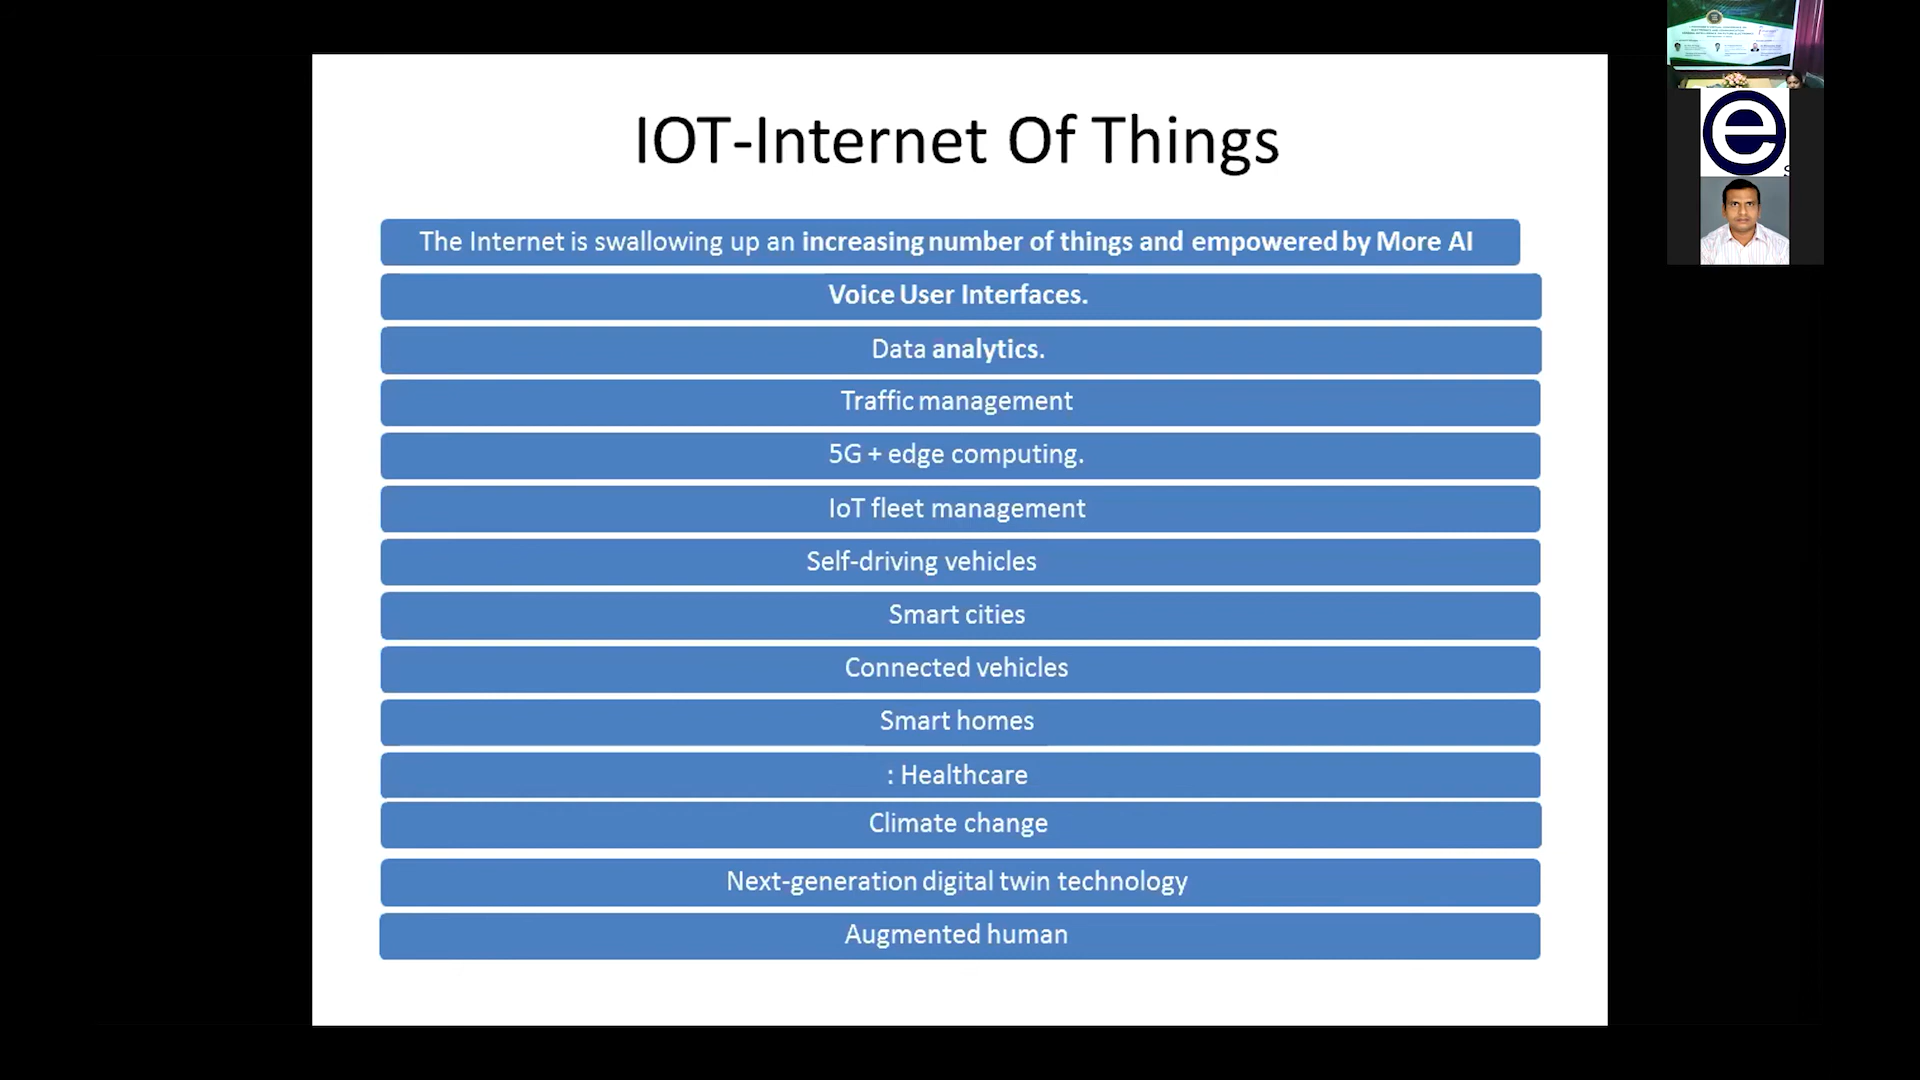 IOT-Internet Of Things
The Internet is swallowing up an increasing number of things and empowered by More AI
Voice User Interfaces.
Data analytics.
Traffic management
5G + edge computing.
IoT fleet management
Self-driving vehicles
Smart cities
Connected vehicles
Smart homes
: Healthcare
Climate change
Next-generation digital twin technology
Augmented human
e